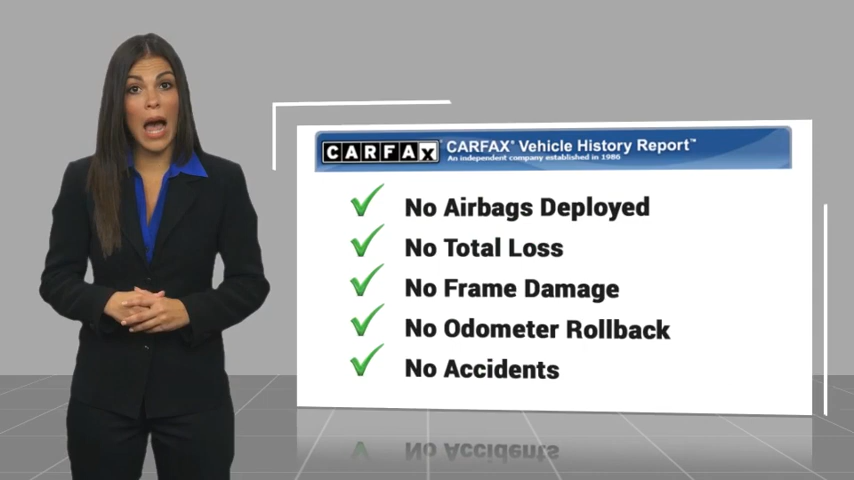 CARFAX CARFAX® Vehicle History Report™
An independent company established in 1986
No Airbags Deployed
No Total Loss
No Frame Damage
No Odometer Rollback
No Accidents
No Accidents